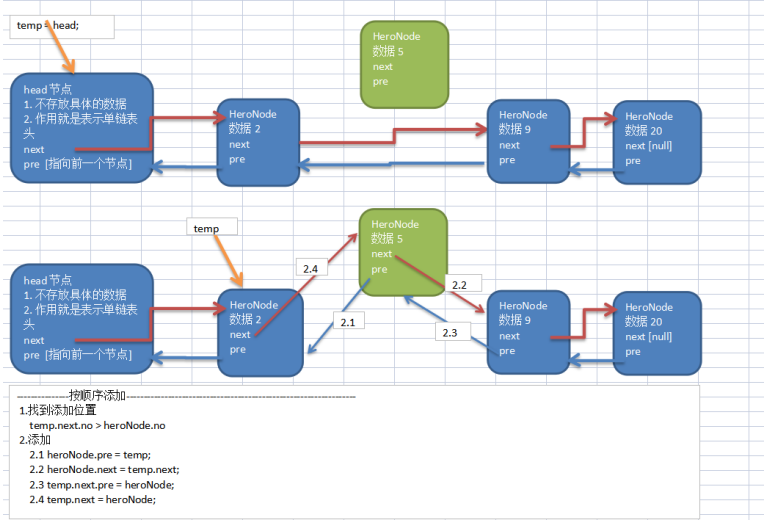 temp = head;
HeroNode
数据 5
next
pre
head 节点
1. 不存放具体的数据
2. 作用就是表示单链表
头
next
pre [指向前一个节点]
HeroNode
数据 2
next
pre
HeroNode
数据 9
next
pre
HeroNode
数据 20
next [null]
pre
temp
HeroNode
数据 5
next
pre
2.4
2.2
2.1
2.3
head 节点
1. 不存放具体的数据
2. 作用就是表示单链表
头
next
pre [指向前一个节点]
HeroNode
数据 2
next
pre
HeroNode
数据 9
next
pre
HeroNode
数据 20
next [null]
pre
---------------按顺序添加------------------------------------------------------------------
1.找到添加位置
temp.next.no > heroNode.no
2.添加
2.1 heroNode.pre = temp;
2.2 heroNode.next = temp.next;
2.3 temp.next.pre = heroNode;
2.4 temp.next = heroNode;